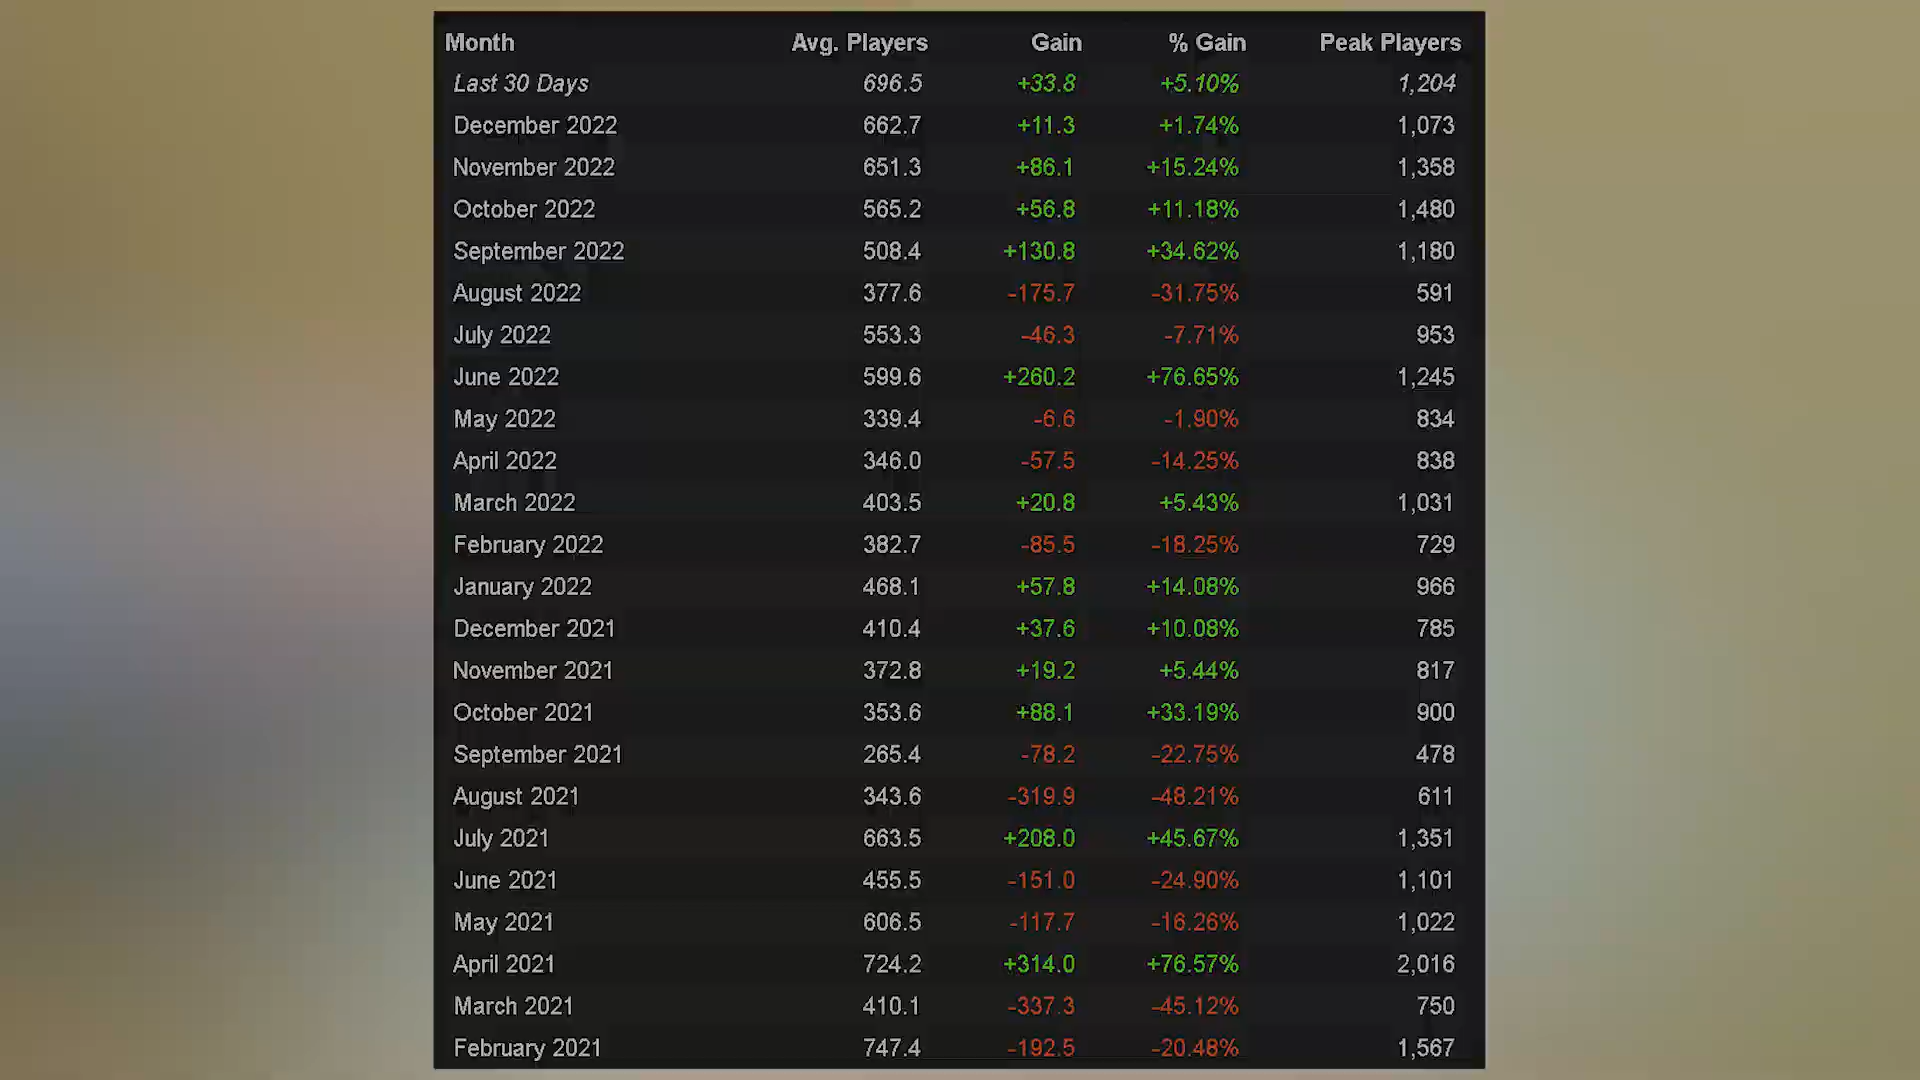 Month Avg. Players Gain % Gain Peak Players
Last 30 Days 696.5 +33.8 +5.10% 1,204
December 2022 662.7 +11.3 +1.74% 1,073
November 2022 651.3 +86.1 +15.24% 1,358
October 2022 565.2 +56.8 +11.18% 1,480
September 2022 508.4 +130.8 +34.62% 1,180
August 2022 377.6 -175.7 -31.75% 591
July 2022 553.3 -46.3 -7.71% 953
June 2022 599.6 +260.2 +76.65% 1,245
May 2022 339.4 -6.6 -1.90% 834
April 2022 346.0 -57.5 -14.25% 838
March 2022 403.5 +20.8 +5.43% 1,031
February 2022 382.7 -85.5 -18.25% 729
January 2022 468.1 +57.8 +14.08% 966
December 2021 410.4 +37.6 +10.08% 785
November 2021 372.8 +19.2 +5.44% 817
October 2021 353.6 +88.1 +33.19% 900
September 2021 265.4 -78.2 -22.75% 478
August 2021 343.6 -319.9 -48.21% 611
July 2021 663.5 +208.0 +45.67% 1,351
June 2021 455.5 -151.0 -24.90% 1,101
May 2021 606.5 -117.7 -16.26% 1,022
April 2021 724.2 +314.0 +76.57% 2,016
March 2021 410.1 -337.3 -45.12% 750
February 2021 747.4 -192.5 -20.48% 1,567